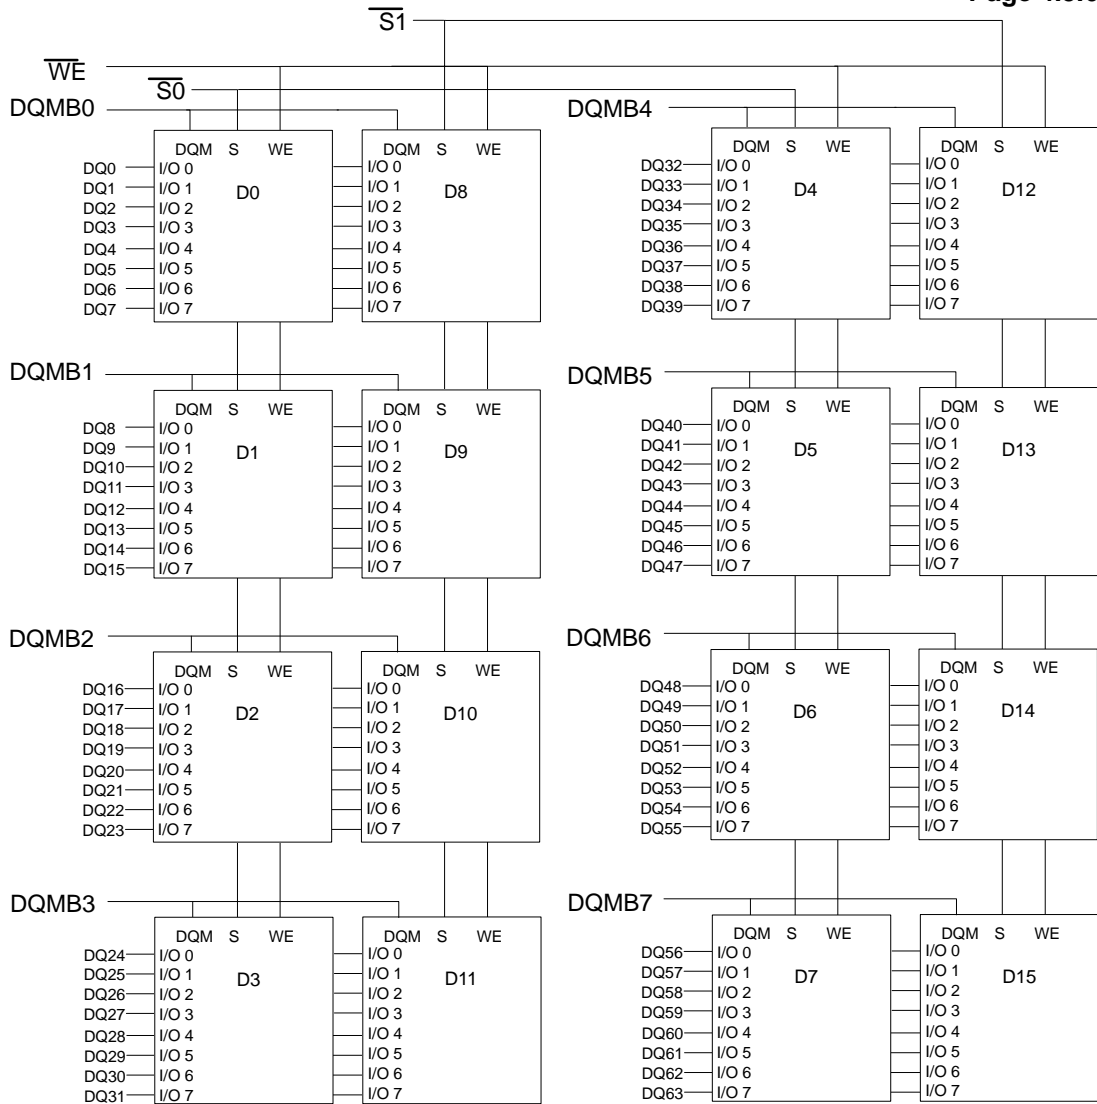 S1
WE
S0
DQMB0
DQM S WE
DQ0 I/O 0 I/O 0
DQ1 I/O 1 I/O 1
D0 D8
DQ2 I/O 2 I/O 2
DQ3 I/O 3 I/O 3
DQ4 I/O 4 I/O 4
DQ5 I/O 5 I/O 5
DQ6 I/O 6 I/O 6
DQ7 I/O 7 I/O 7
DQM S WE
DQMB1
DQM S WE
DQ8 I/O 0 I/O 0
DQ9 I/O 1 I/O 1
D1 D9
DQ10 I/O 2 I/O 2
DQ11 I/O 3 I/O 3
DQ12 I/O 4 I/O 4
DQ13 I/O 5 I/O 5
DQ14 I/O 6 I/O 6
DQ15 I/O 7 I/O 7
DQM S WE
DQMB2
DQM S WE
DQ16 I/O 0 I/O 0
DQ17 I/O 1 I/O 1
D2 D10
DQ18 I/O 2 I/O 2
DQ19 I/O 3 I/O 3
DQ20 I/O 4 I/O 4
DQ21 I/O 5 I/O 5
DQ22 I/O 6 I/O 6
DQ23 I/O 7 I/O 7
DQM S WE
DQMB3
DQM S WE
DQ24 I/O 0 I/O 0
DQ25 I/O 1 I/O 1
D3 D11
DQ26 I/O 2 I/O 2
DQ27 I/O 3 I/O 3
DQ28 I/O 4 I/O 4
DQ29 I/O 5 I/O 5
DQ30 I/O 6 I/O 6
DQ31 I/O 7 I/O 7
DQM S WE
DQMB4
DQM S WE
DQ32 I/O 0 I/O 0
DQ33 I/O 1 I/O 1
D4 D12
DQ34 I/O 2 I/O 2
DQ35 I/O 3 I/O 3
DQ36 I/O 4 I/O 4
DQ37 I/O 5 I/O 5
DQ38 I/O 6 I/O 6
DQ39 I/O 7 I/O 7
DQM S WE
DQMB5
DQM S WE
DQ40 I/O 0 I/O 0
DQ41 I/O 1 I/O 1
D5 D13
DQ42 I/O 2 I/O 2
DQ43 I/O 3 I/O 3
DQ44 I/O 4 I/O 4
DQ45 I/O 5 I/O 5
DQ46 I/O 6 I/O 6
DQ47 I/O 7 I/O 7
DQM S WE
DQMB6
DQM S WE
DQ48 I/O 0 I/O 0
DQ49 I/O 1 I/O 1
D6 D14
DQ50 I/O 2 I/O 2
DQ51 I/O 3 I/O 3
DQ52 I/O 4 I/O 4
DQ53 I/O 5 I/O 5
DQ54 I/O 6 I/O 6
DQ55 I/O 7 I/O 7
DQM S WE
DQMB7
DQM S WE
DQ56 I/O 0 I/O 0
DQ57 I/O 1 I/O 1
D7 D15
DQ58 I/O 2 I/O 2
DQ59 I/O 3 I/O 3
DQ60 I/O 4 I/O 4
DQ61 I/O 5 I/O 5
DQ62 I/O 6 I/O 6
DQ63 I/O 7 I/O 7
DQM S WE